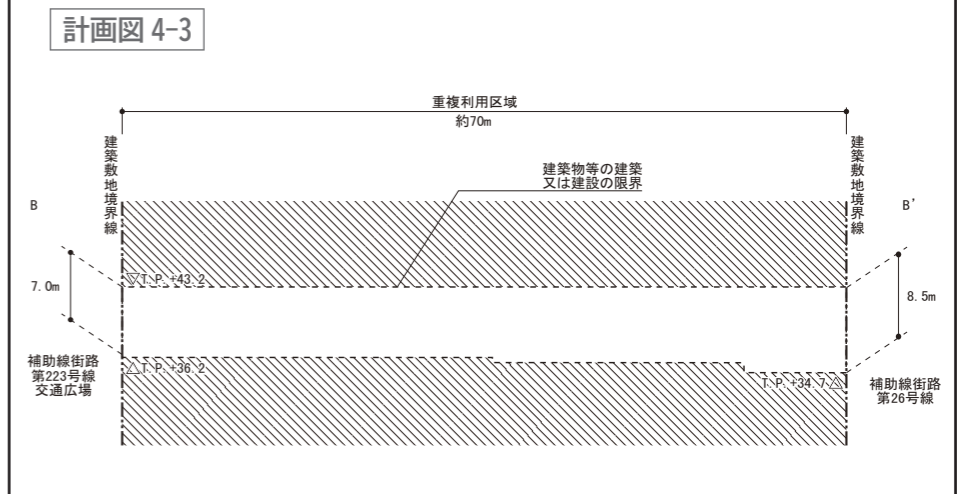 計画図 4-3
重複利用区域
約70m
建築敷地境界線
建築敷地境界線
建築物等の建築
又は建設の限界
B
B'
T.P.+43.2
7.0m
8.5m
T.P.+36.2
T.P.+34.7
補助線街路
第223号線
交通広場
補助線街路
第26号線